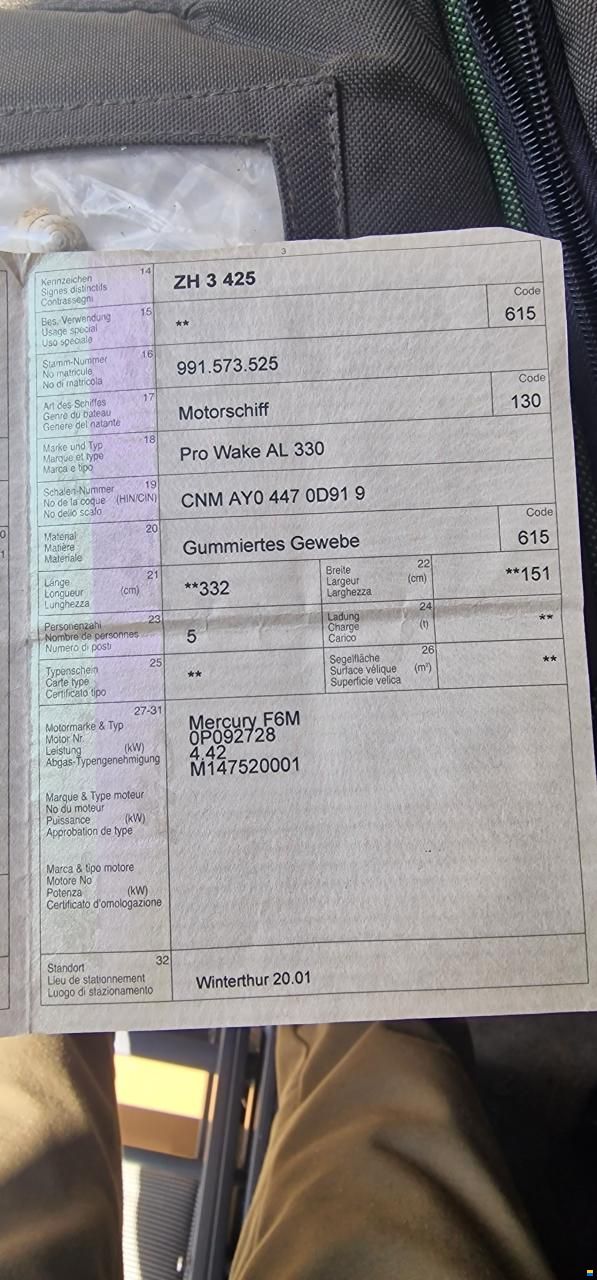 3
Kennzeichen 14
Signes distinctifs
Contrassegni
ZH 3 425
Bes. Verwendung 15
Usage special
Uso speciale
**
Code
615
Stamm-Nummer 16
No matricule
No di matricola
991.573.525
Art des Schiffes 17
Genre du bateau
Genere del natante
Motorschiff
Code
130
Marke und Typ 18
Marque et type
Marca e tipo
Pro Wake AL 330
Schalen-Nummer 19
No de la coque (HIN/CIN)
No dello scafo
CNM AY0 447 0D91 9
Material 20
Matière
Materiale
Gummiertes Gewebe
Code
615
Länge 21
Longueur (cm)
Lunghezza
**332
Breite 22
Largeur (cm)
Larghezza
**151
Personenzahl 23
Nombre de personnes
Numero di posti
5
Ladung 24
Charge (t)
Carico
**
Typenschein 25
Carte type
Certificato tipo
**
Segelfläche 26
Surface vélique (m²)
Superficie velica
**
27-31
Motormarke & Typ
Motor Nr.
Leistung (kW)
Abgas-Typengenehmigung
Mercury F6M
0P092728
4.42
M147520001
Marque & Type moteur
No du moteur
Puissance (kW)
Approbation de type
Marca & tipo motore
Motore No
Potenza (kW)
Certificato d'omologazione
Standort 32
Lieu de stationnement
Luogo di stazionamento
Winterthur 20.01
0
1